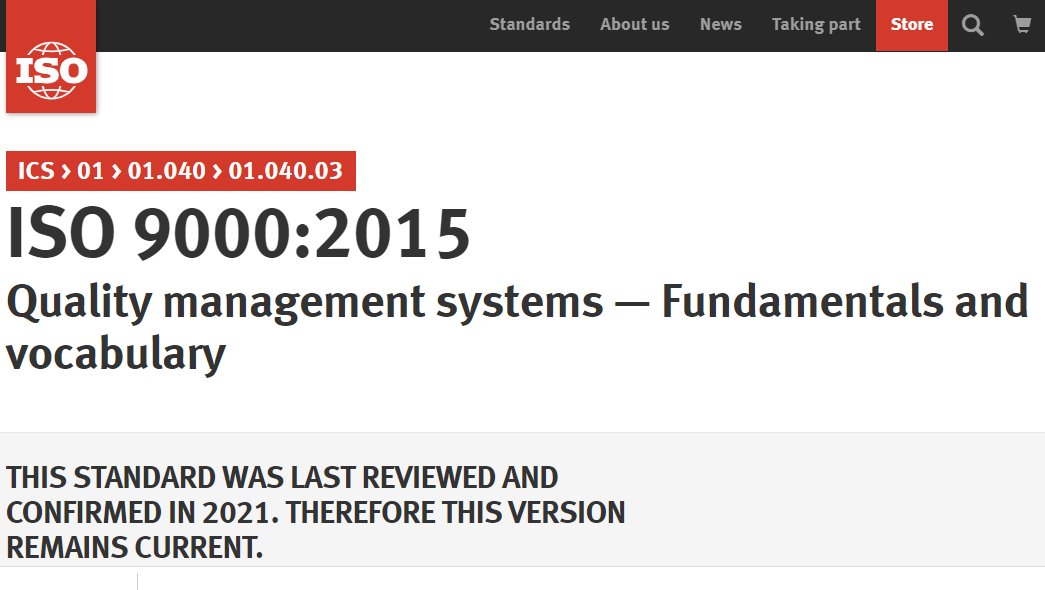 Standards About us News Taking part Store
ISO
ICS > 01 > 01.040 > 01.040.03
ISO 9000:2015
Quality management systems — Fundamentals and
vocabulary
THIS STANDARD WAS LAST REVIEWED AND
CONFIRMED IN 2021. THEREFORE THIS VERSION
REMAINS CURRENT.